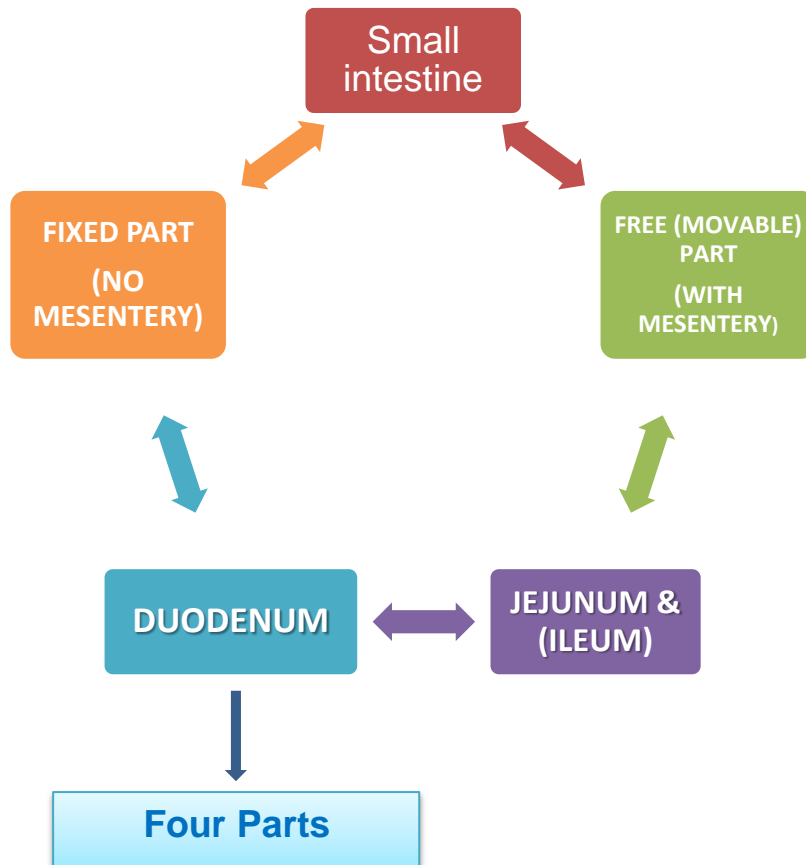 Small
intestine
FIXED PART
(NO
MESENTERY)
FREE (MOVABLE)
PART
(WITH
MESENTERY)
DUODENUM
JEJUNUM &
(ILEUM)
Four Parts